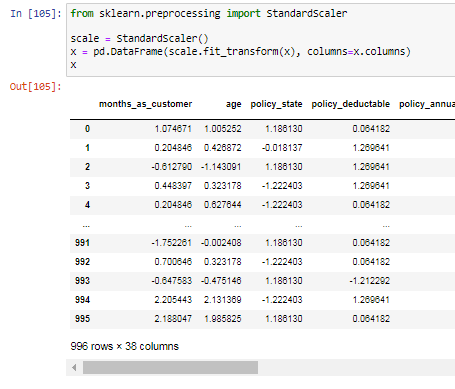 In [105]: from sklearn.preprocessing import StandardScaler
scale = StandardScaler()
x = pd.DataFrame(scale.fit_transform(x), columns=x.columns)
x
Out[105]:
months_as_customer age policy_state policy_deductable policy_annua
0 1.074671 1.005252 1.186130 0.064182
1 0.204846 0.426872 -0.018137 1.269641
2 -0.612790 -1.143091 1.186130 1.269641
3 0.448397 0.323178 -1.222403 1.269641
4 0.204846 0.627644 -1.222403 0.064182
... ... ... ... ...
991 -1.752261 -0.002408 1.186130 0.064182
992 0.700646 0.323178 -1.222403 0.064182
993 -0.647583 -0.475146 1.186130 -1.212292
994 2.205443 2.131369 -1.222403 1.269641
995 2.188047 1.985825 1.186130 0.064182
996 rows × 38 columns